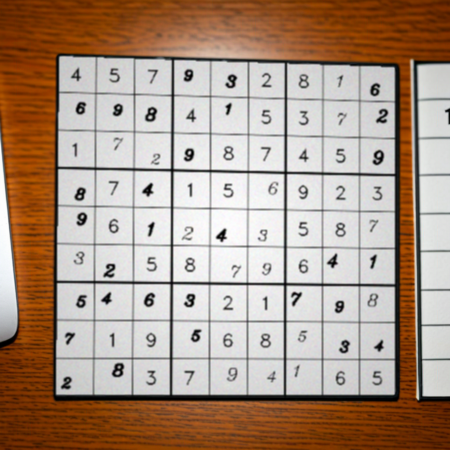 4 5 7 9 3 2 8 1 6
6 9 8 4 1 5 3 7 2
1 7 2 9 8 7 4 5 9
8 7 4 1 5 6 9 2 3
9 6 1 2 4 3 5 8 7
3 2 5 8 7 9 6 4 1
5 4 6 3 2 1 7 9 8
7 1 9 5 6 8 5 3 4
2 8 3 7 9 4 1 6 5